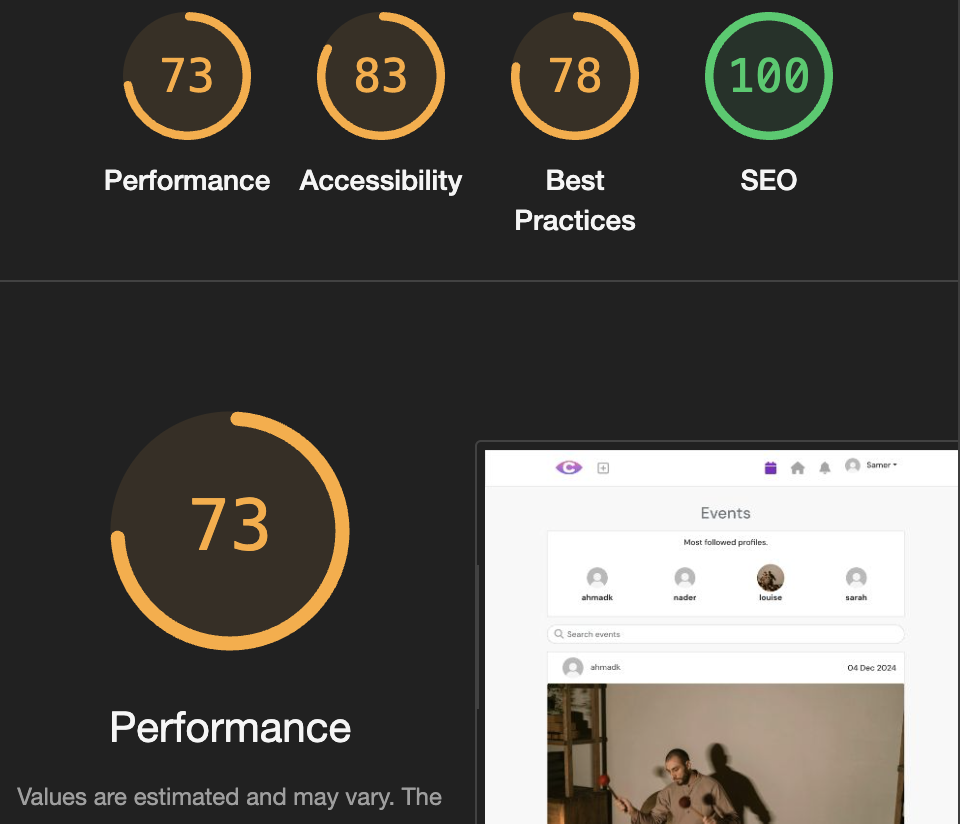 73
83
78
100
Performance
Accessibility
Best
Practices
SEO
73
Performance
Values are estimated and may vary. The
C
Samer
Events
Most followed profiles.
ahmadk
nader
louise
sarah
Search events
ahmadk
04 Dec 2024